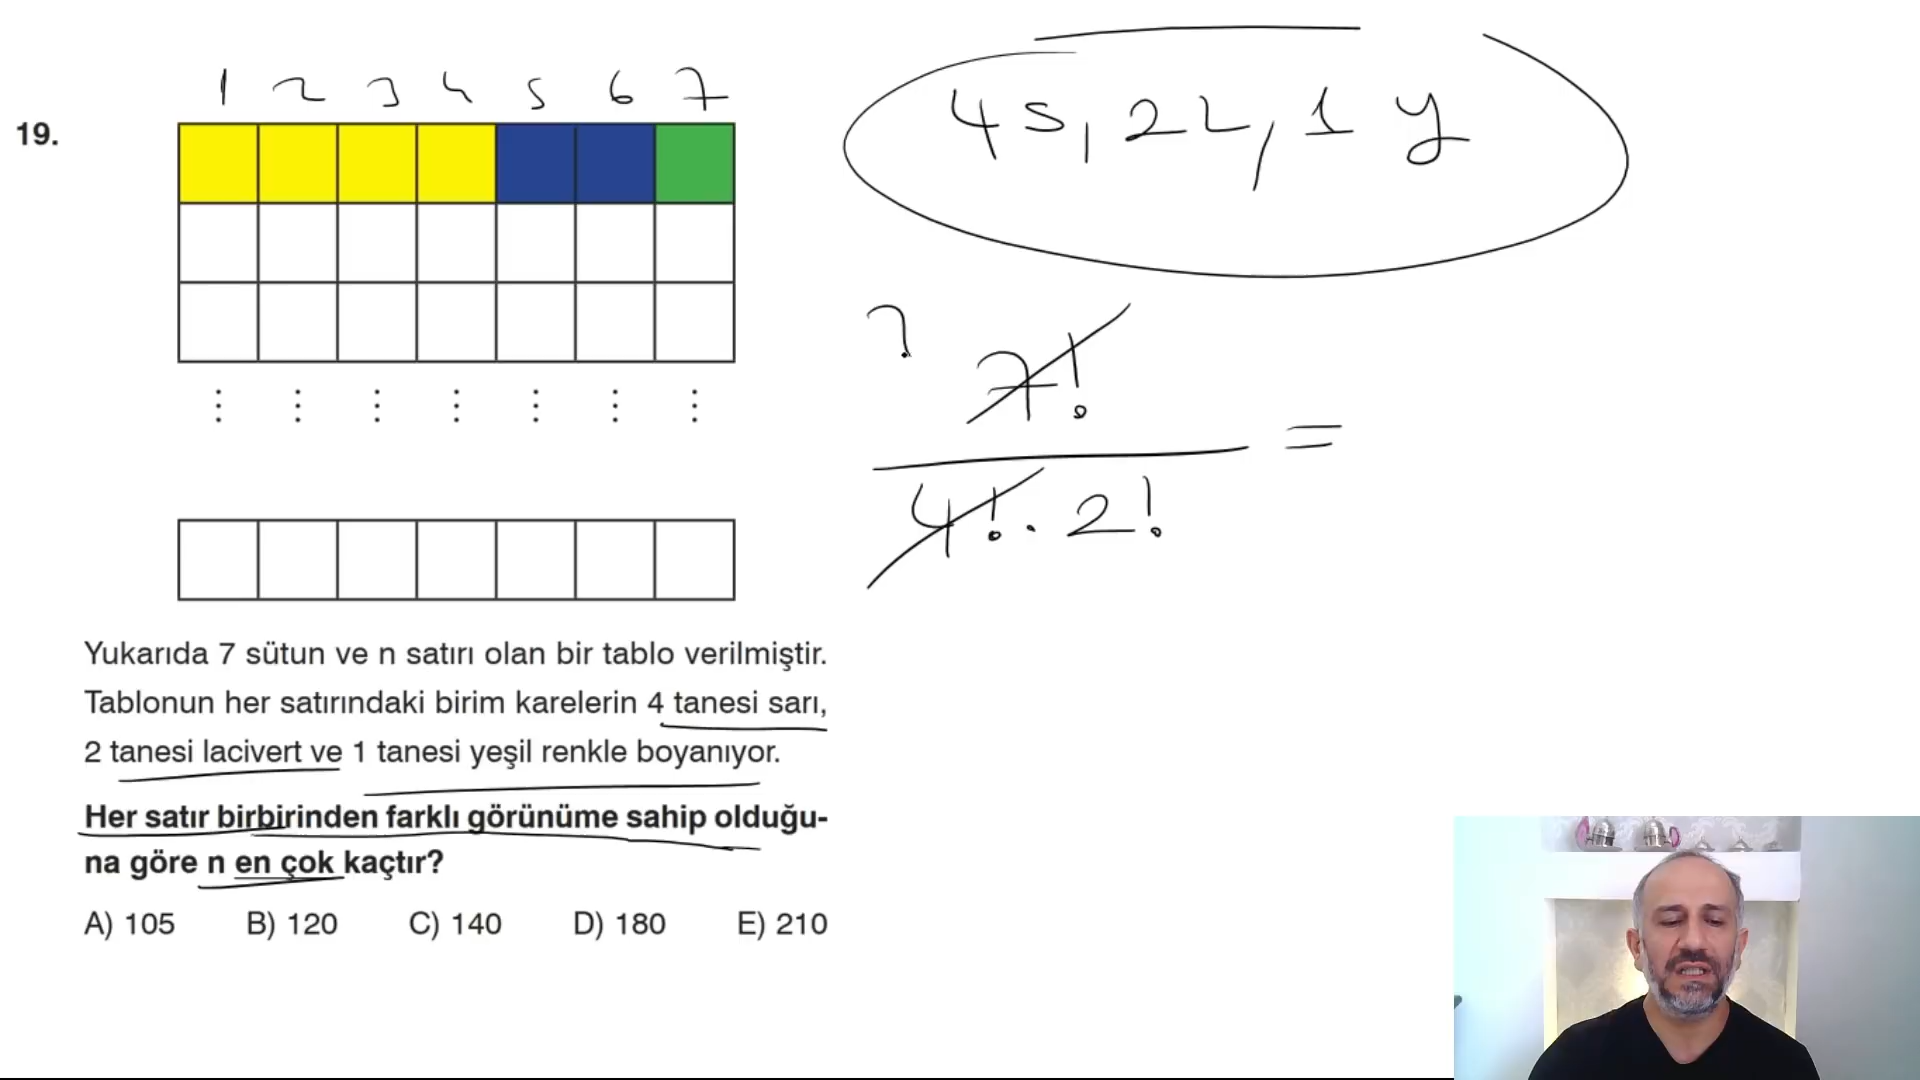 1 2 3 4 5 6 7
19.
4S, 2L, 1 y
?
7!
4! . 2!
=
Yukarıda 7 sütun ve n satırı olan bir tablo verilmiştir.
Tablonun her satırındaki birim karelerin 4 tanesi sarı,
2 tanesi lacivert ve 1 tanesi yeşil renkle boyanıyor.
Her satır birbirinden farklı görünüme sahip olduğu-
na göre n en çok kaçtır?
A) 105 B) 120 C) 140 D) 180 E) 210